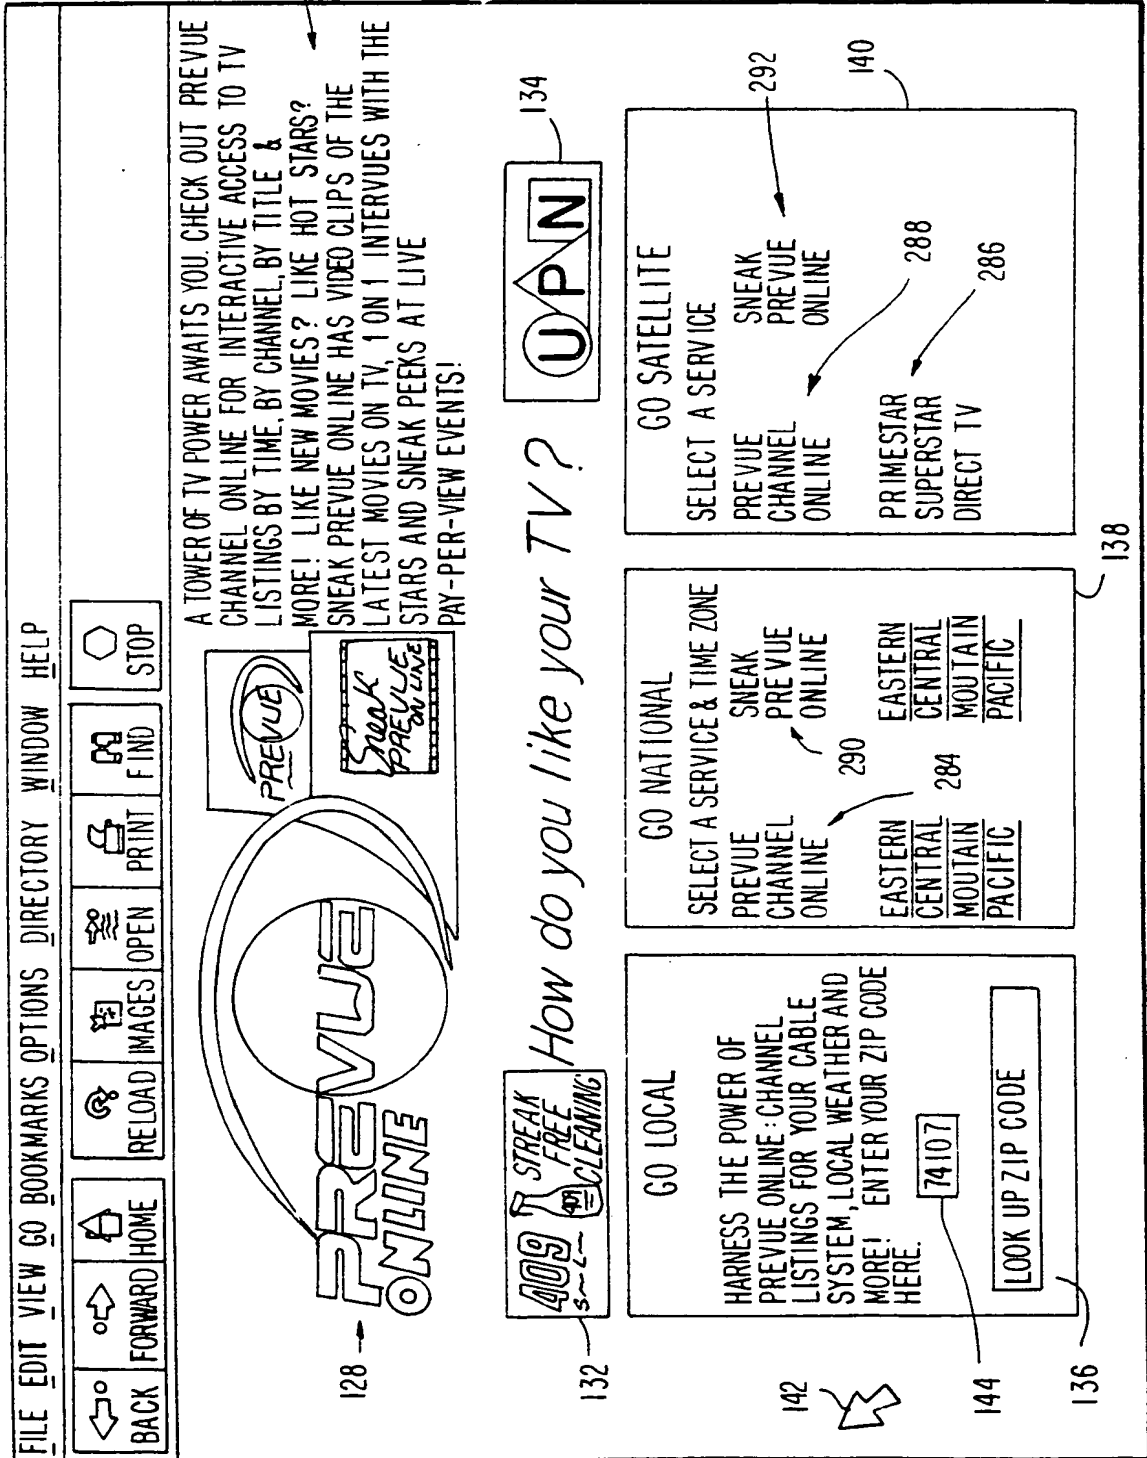 FILE EDIT VIEW GO BOOKMARKS OPTIONS DIRECTORY WINDOW HELP
BACK FORWARD HOME RELOAD IMAGES OPEN PRINT FIND STOP
128
PREVUE
ONLINE
PREVUE
Sneak
PREVUE
ON LINE
A TOWER OF TV POWER AWAITS YOU. CHECK OUT PREVUE
CHANNEL ONLINE FOR INTERACTIVE ACCESS TO TV
LISTINGS BY TIME, BY CHANNEL, BY TITLE &
MORE! LIKE NEW MOVIES? LIKE HOT STARS?
SNEAK PREVUE ONLINE HAS VIDEO CLIPS OF THE
LATEST MOVIES ON TV, 1 ON 1 INTERVUES WITH THE
STARS AND SNEAK PEEKS AT LIVE
PAY-PER-VIEW EVENTS!
132
409
STREAK
FREE
CLEANING
409
How do you like your TV?
UPN
134
142
144
136
GO LOCAL
HARNESS THE POWER OF
PREVUE ONLINE: CHANNEL
LISTINGS FOR YOUR CABLE
SYSTEM, LOCAL WEATHER AND
MORE! ENTER YOUR ZIP CODE
HERE.
74107
LOOK UP ZIP CODE
GO NATIONAL
SELECT A SERVICE & TIME ZONE
PREVUE
CHANNEL
ONLINE
284
EASTERN
CENTRAL
MOUTAIN
PACIFIC
SNEAK
PREVUE
ONLINE
290
EASTERN
CENTRAL
MOUTAIN
PACIFIC
138
GO SATELLITE
SELECT A SERVICE
PREVUE
CHANNEL
ONLINE
288
SNEAK
PREVUE
ONLINE
292
PRIMESTAR
SUPERSTAR
DIRECT TV
286
140